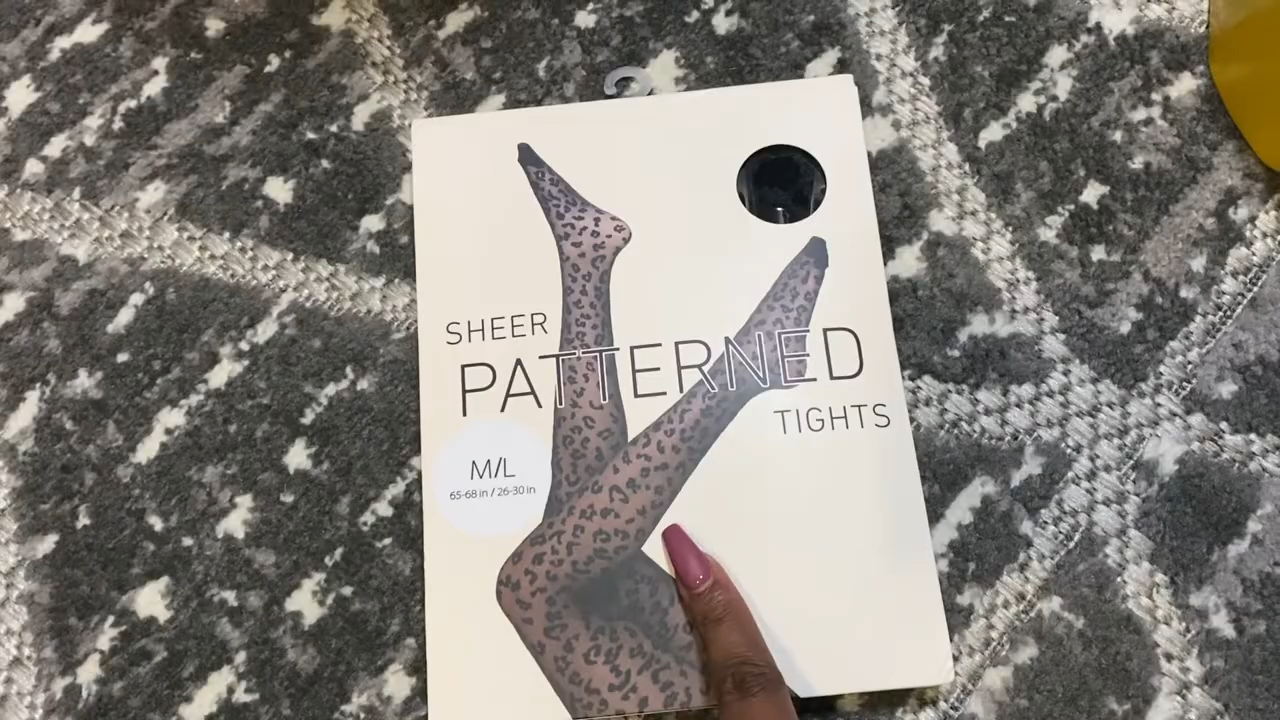 SHEER
PATTERNED
TIGHTS
M/L
65-68 in / 26-30 in